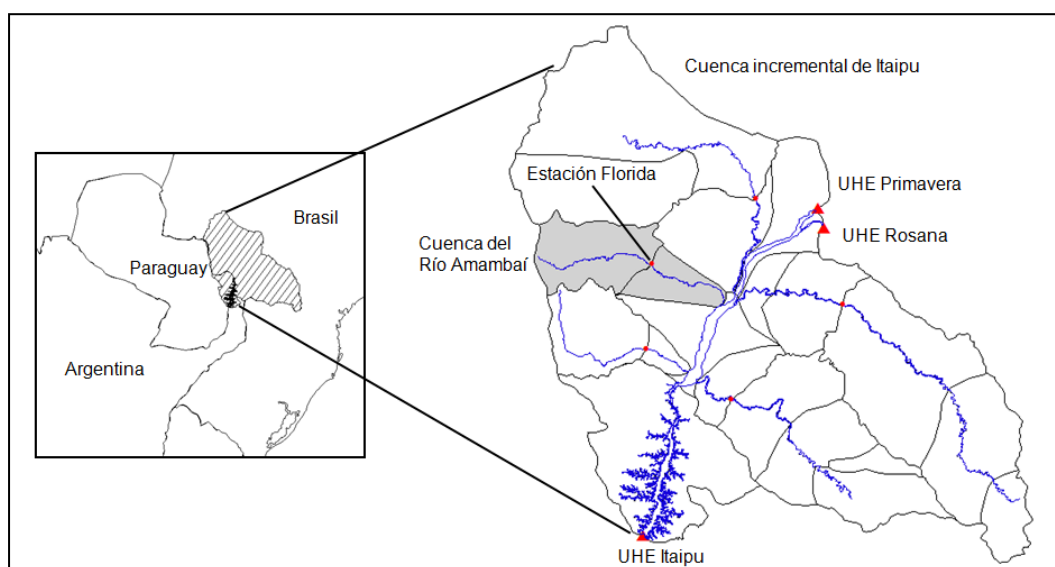 Cuenca incremental de Itaipu
Estación Florida
UHE Primavera
Brasil
UHE Rosana
Cuenca del
Río Amambaí
Paraguay
Argentina
UHE Itaipu